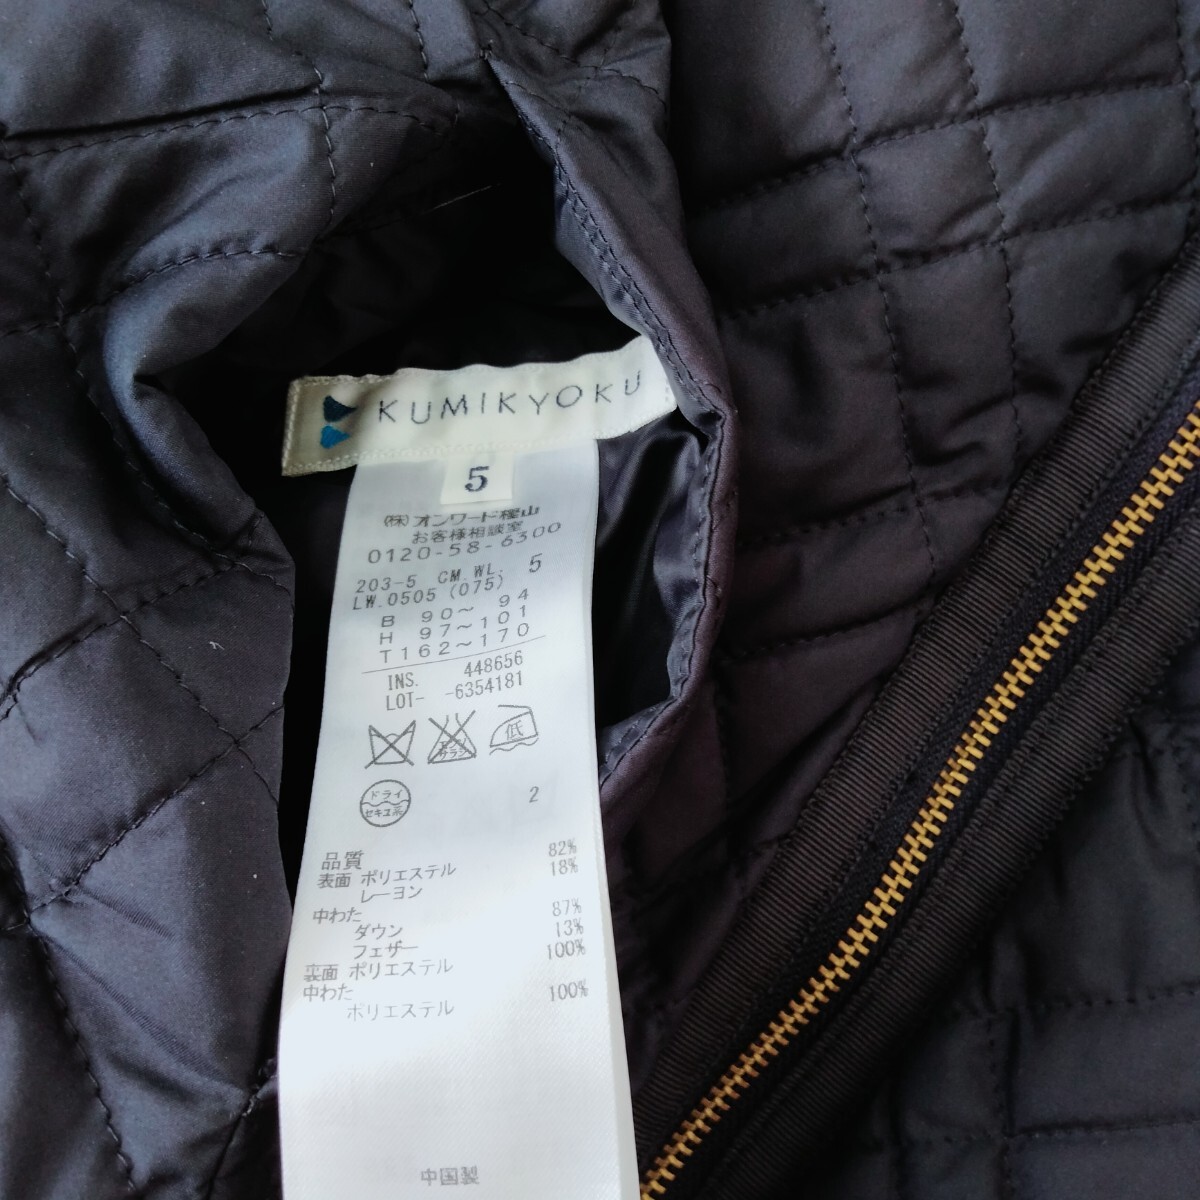 KUMIKYOKU
5
(株)オンワード樫山
お客様相談室
0120-58-6300
203-5 CM.WL. 5
LW.0505 (075)
B 90～ 94
H 97～101
T162～170
INS. 448656
LOT- -6354181
低
ドライ
セキユ系
2
品質
表面 ポリエステル 82%
レーヨン 18%
中わた
ダウン 87%
フェザー 13%
裏面 ポリエステル 100%
中わた
ポリエステル 100%
中国製